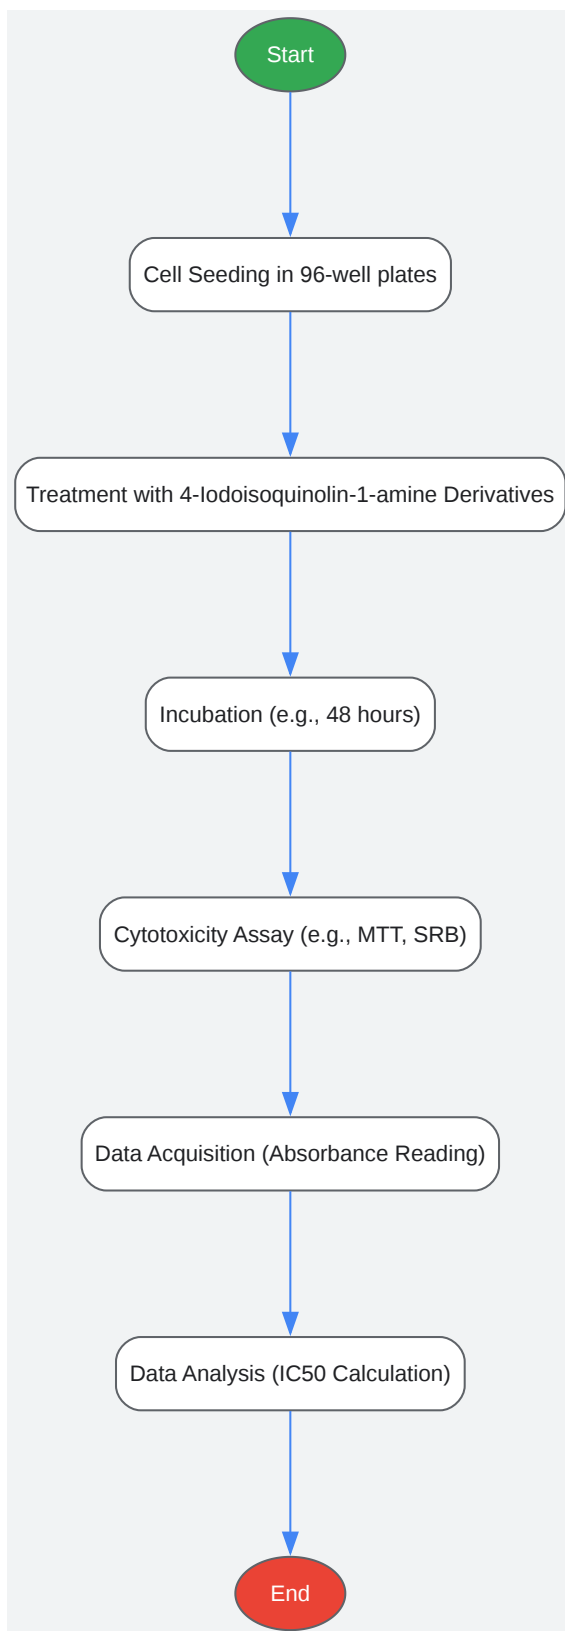 Start
Cell Seeding in 96-well plates
Treatment with 4-Iodoisoquinolin-1-amine Derivatives
Incubation (e.g., 48 hours)
Cytotoxicity Assay (e.g., MTT, SRB)
Data Acquisition (Absorbance Reading)
Data Analysis (IC50 Calculation)
End